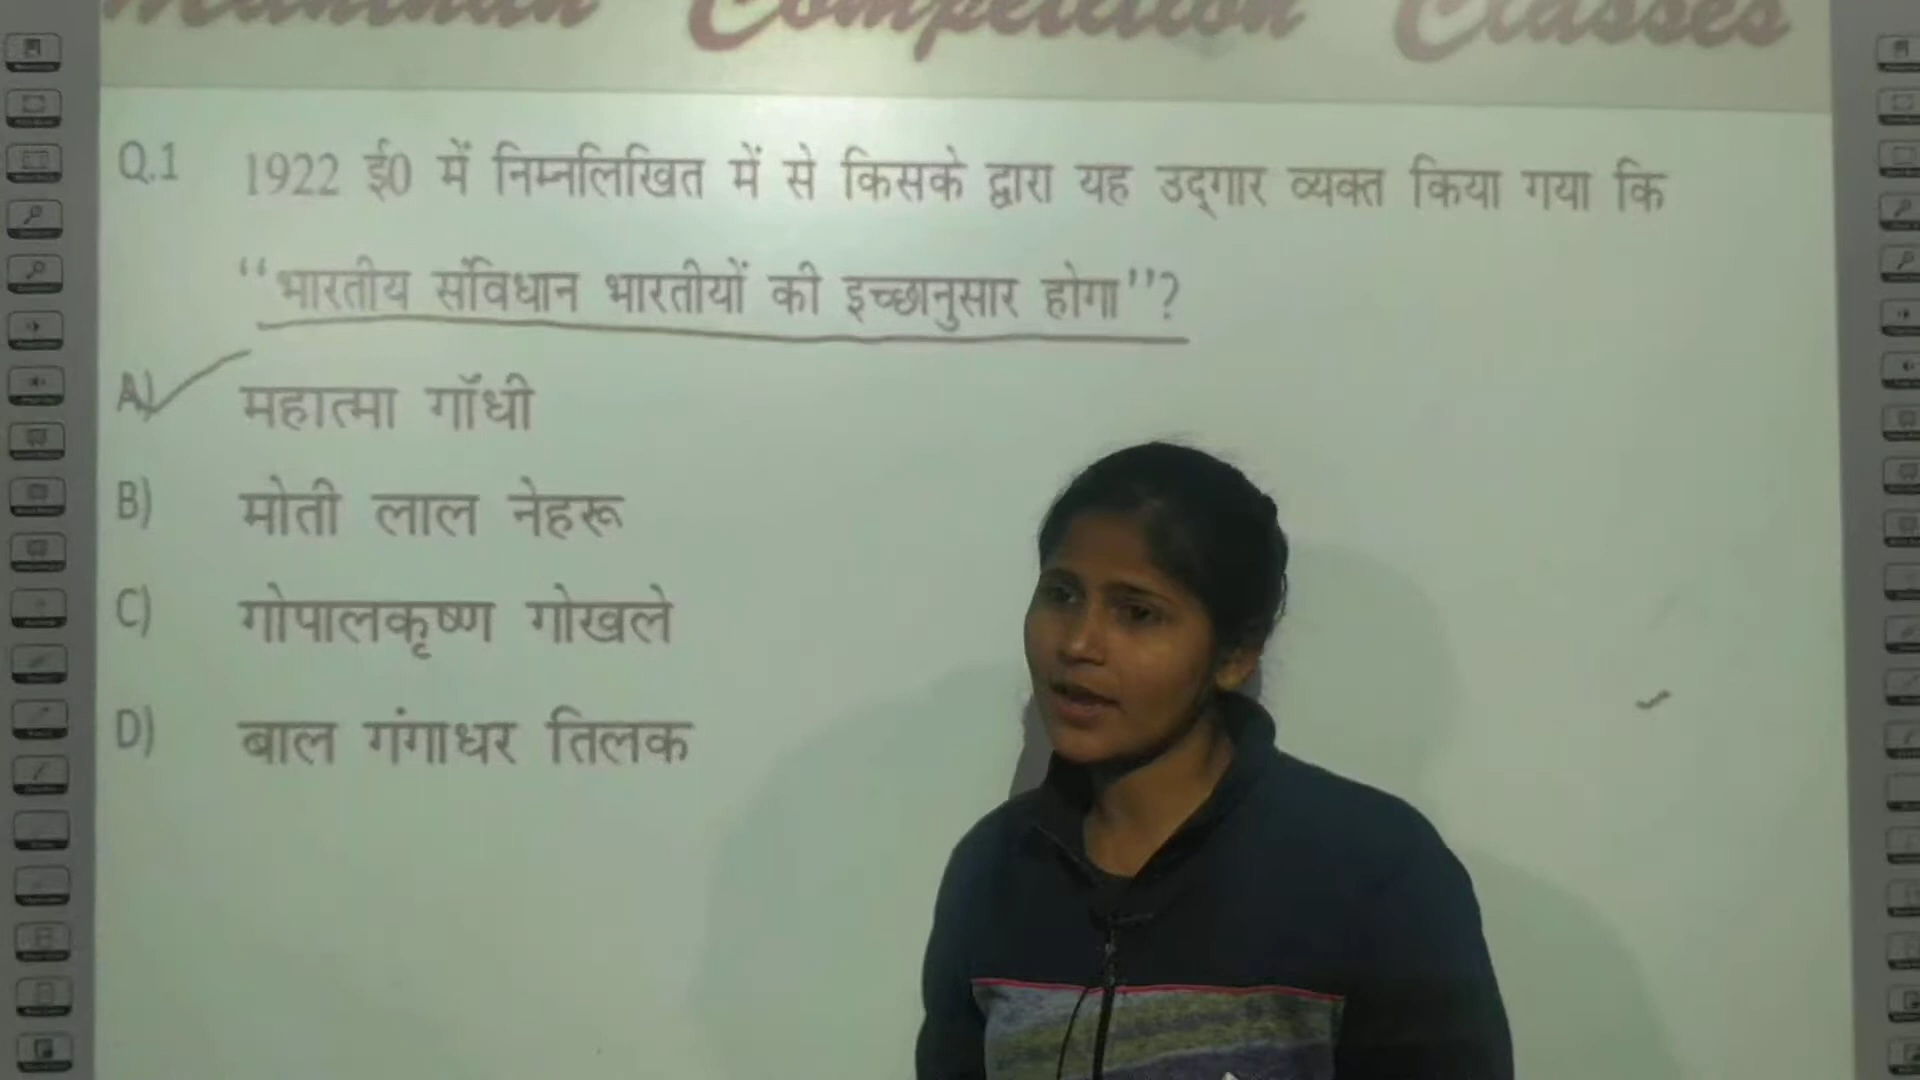 Manthan Competition Classes
Q.1 1922 ई0 में निम्नलिखित में से किसके द्वारा यह उद्‌गार व्यक्त किया गया कि
‘‘भारतीय संविधान भारतीयों की इच्छानुसार होगा’’?
A) महात्मा गॉधी
B) मोती लाल नेहरू
C) गोपालकृष्ण गोखले
D) बाल गंगाधर तिलक